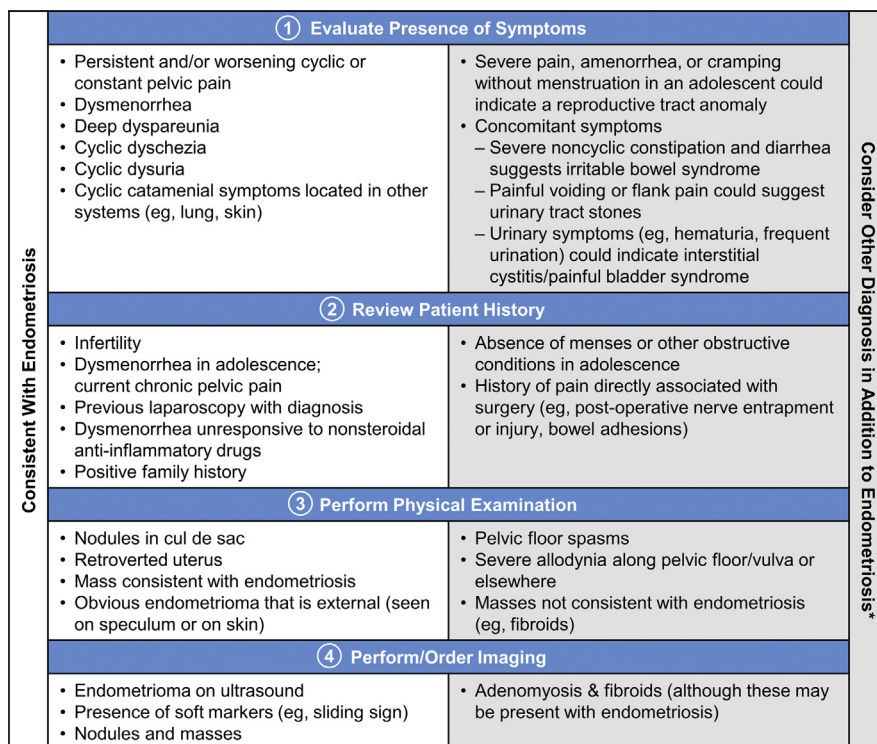 ① Evaluate Presence of Symptoms
Consistent With Endometriosis
• Persistent and/or worsening cyclic or
constant pelvic pain
• Dysmenorrhea
• Deep dyspareunia
• Cyclic dyschezia
• Cyclic dysuria
• Cyclic catamenial symptoms located in other
systems (eg, lung, skin)
• Severe pain, amenorrhea, or cramping
without menstruation in an adolescent could
indicate a reproductive tract anomaly
• Concomitant symptoms
– Severe noncyclic constipation and diarrhea
suggests irritable bowel syndrome
– Painful voiding or flank pain could suggest
urinary tract stones
– Urinary symptoms (eg, hematuria, frequent
urination) could indicate interstitial
cystitis/painful bladder syndrome
Consider Other Diagnosis in Addition to Endometriosis*
② Review Patient History
• Infertility
• Dysmenorrhea in adolescence;
current chronic pelvic pain
• Previous laparoscopy with diagnosis
• Dysmenorrhea unresponsive to nonsteroidal
anti-inflammatory drugs
• Positive family history
• Absence of menses or other obstructive
conditions in adolescence
• History of pain directly associated with
surgery (eg, post-operative nerve entrapment
or injury, bowel adhesions)
③ Perform Physical Examination
• Nodules in cul de sac
• Retroverted uterus
• Mass consistent with endometriosis
• Obvious endometrioma that is external (seen
on speculum or on skin)
• Pelvic floor spasms
• Severe allodynia along pelvic floor/vulva or
elsewhere
• Masses not consistent with endometriosis
(eg, fibroids)
④ Perform/Order Imaging
• Endometrioma on ultrasound
• Presence of soft markers (eg, sliding sign)
• Nodules and masses
• Adenomyosis & fibroids (although these may
be present with endometriosis)